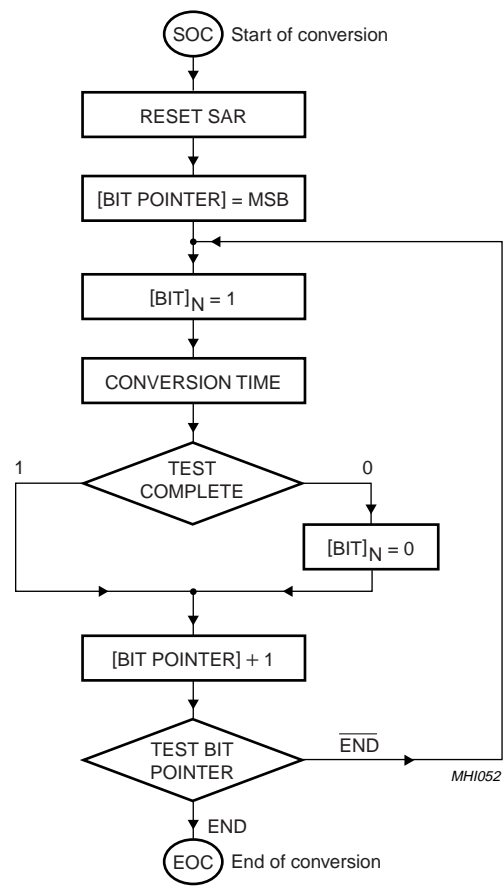 SOC Start of conversion
RESET SAR
[BIT POINTER] = MSB
[BIT]N = 1
CONVERSION TIME
1
TEST
COMPLETE
0
[BIT]N = 0
[BIT POINTER] + 1
TEST BIT
POINTER
E̅N̅D̅
MHI052
END
EOC End of conversion